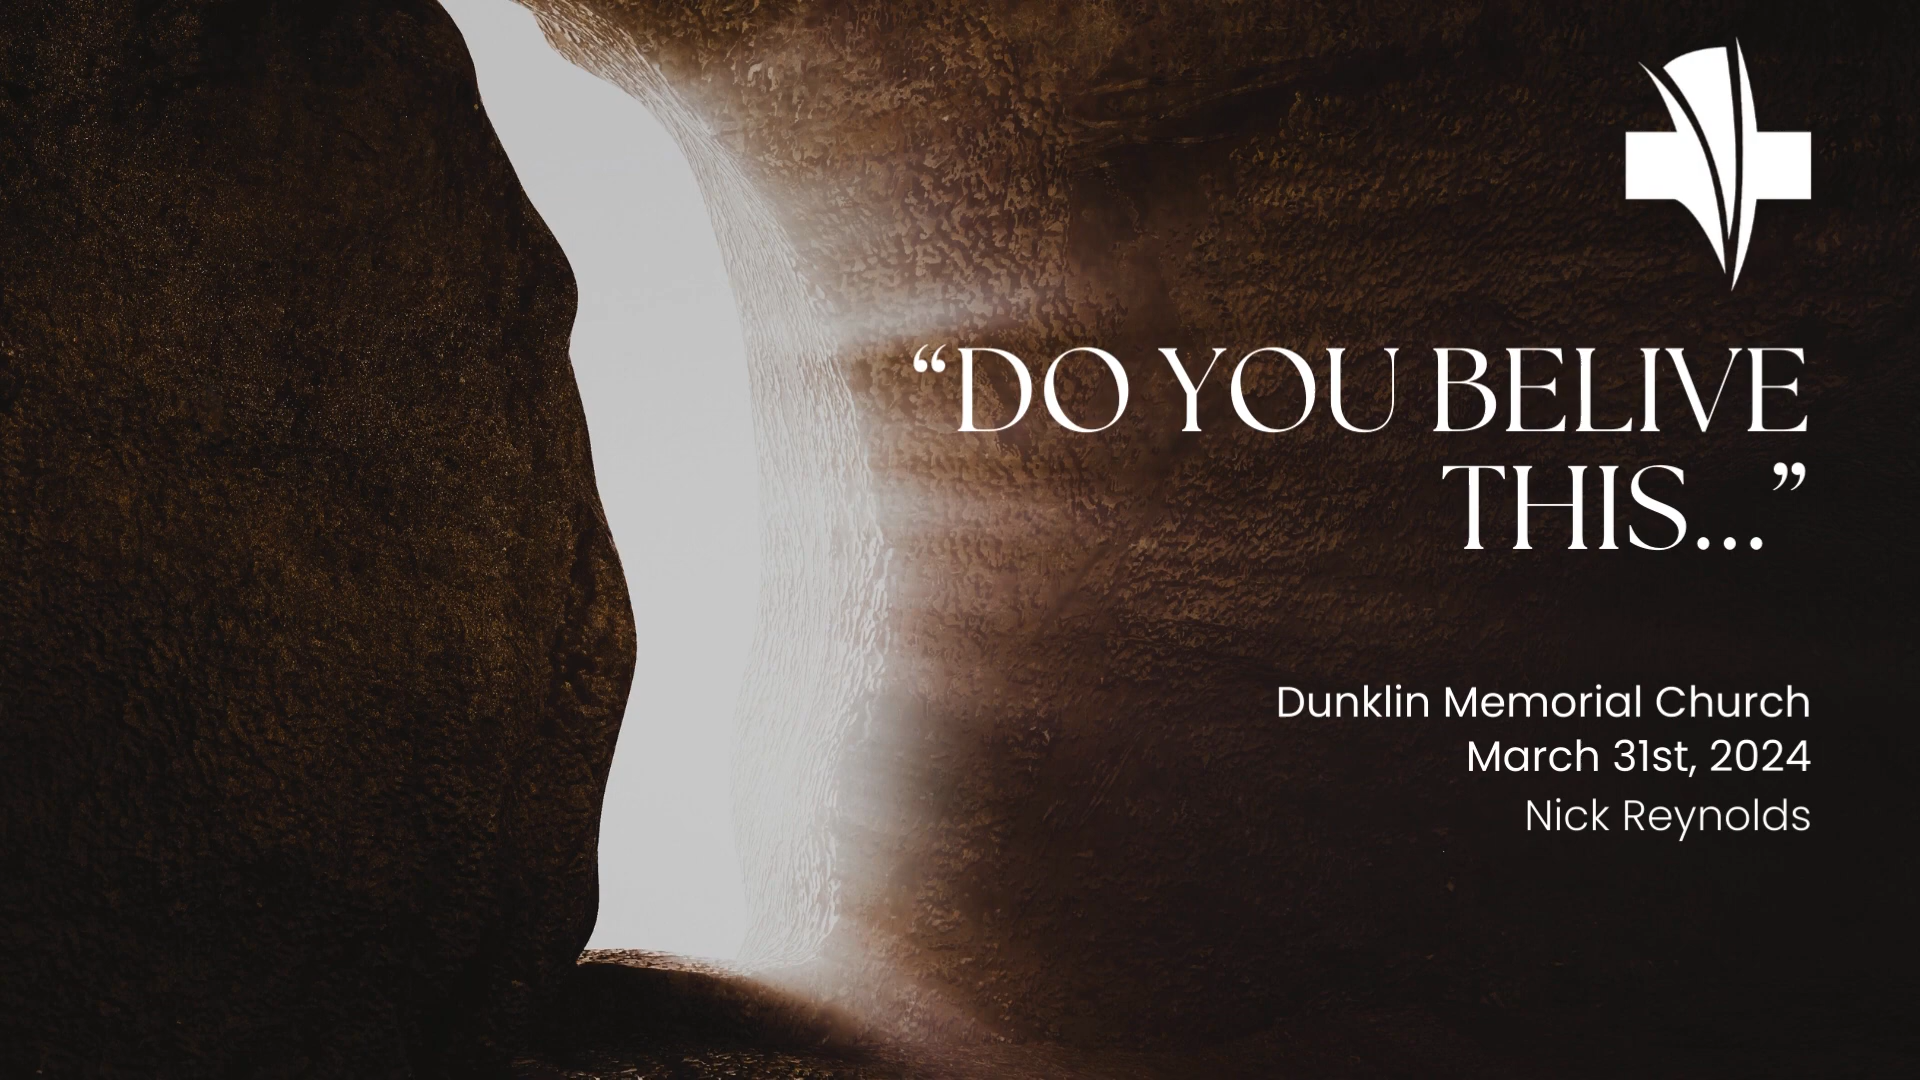 “DO YOU BELIVE
THIS...”
Dunklin Memorial Church
March 31st, 2024
Nick Reynolds